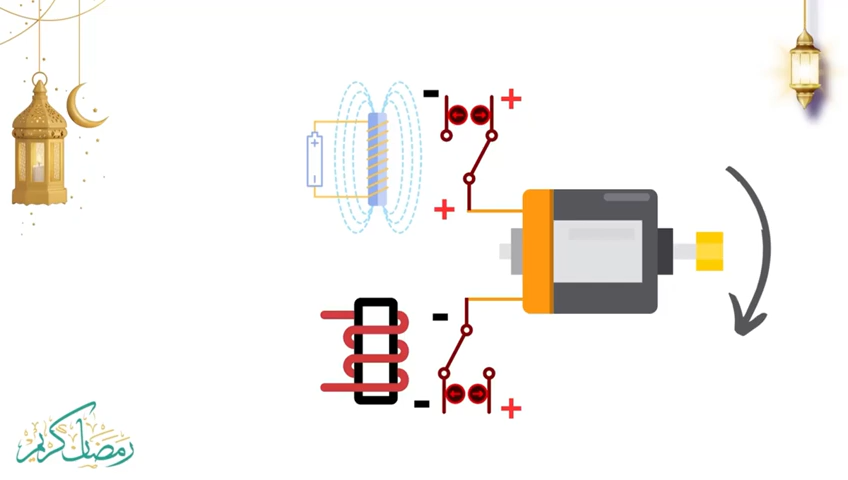 - +
+
-
- +
رمضان كريم